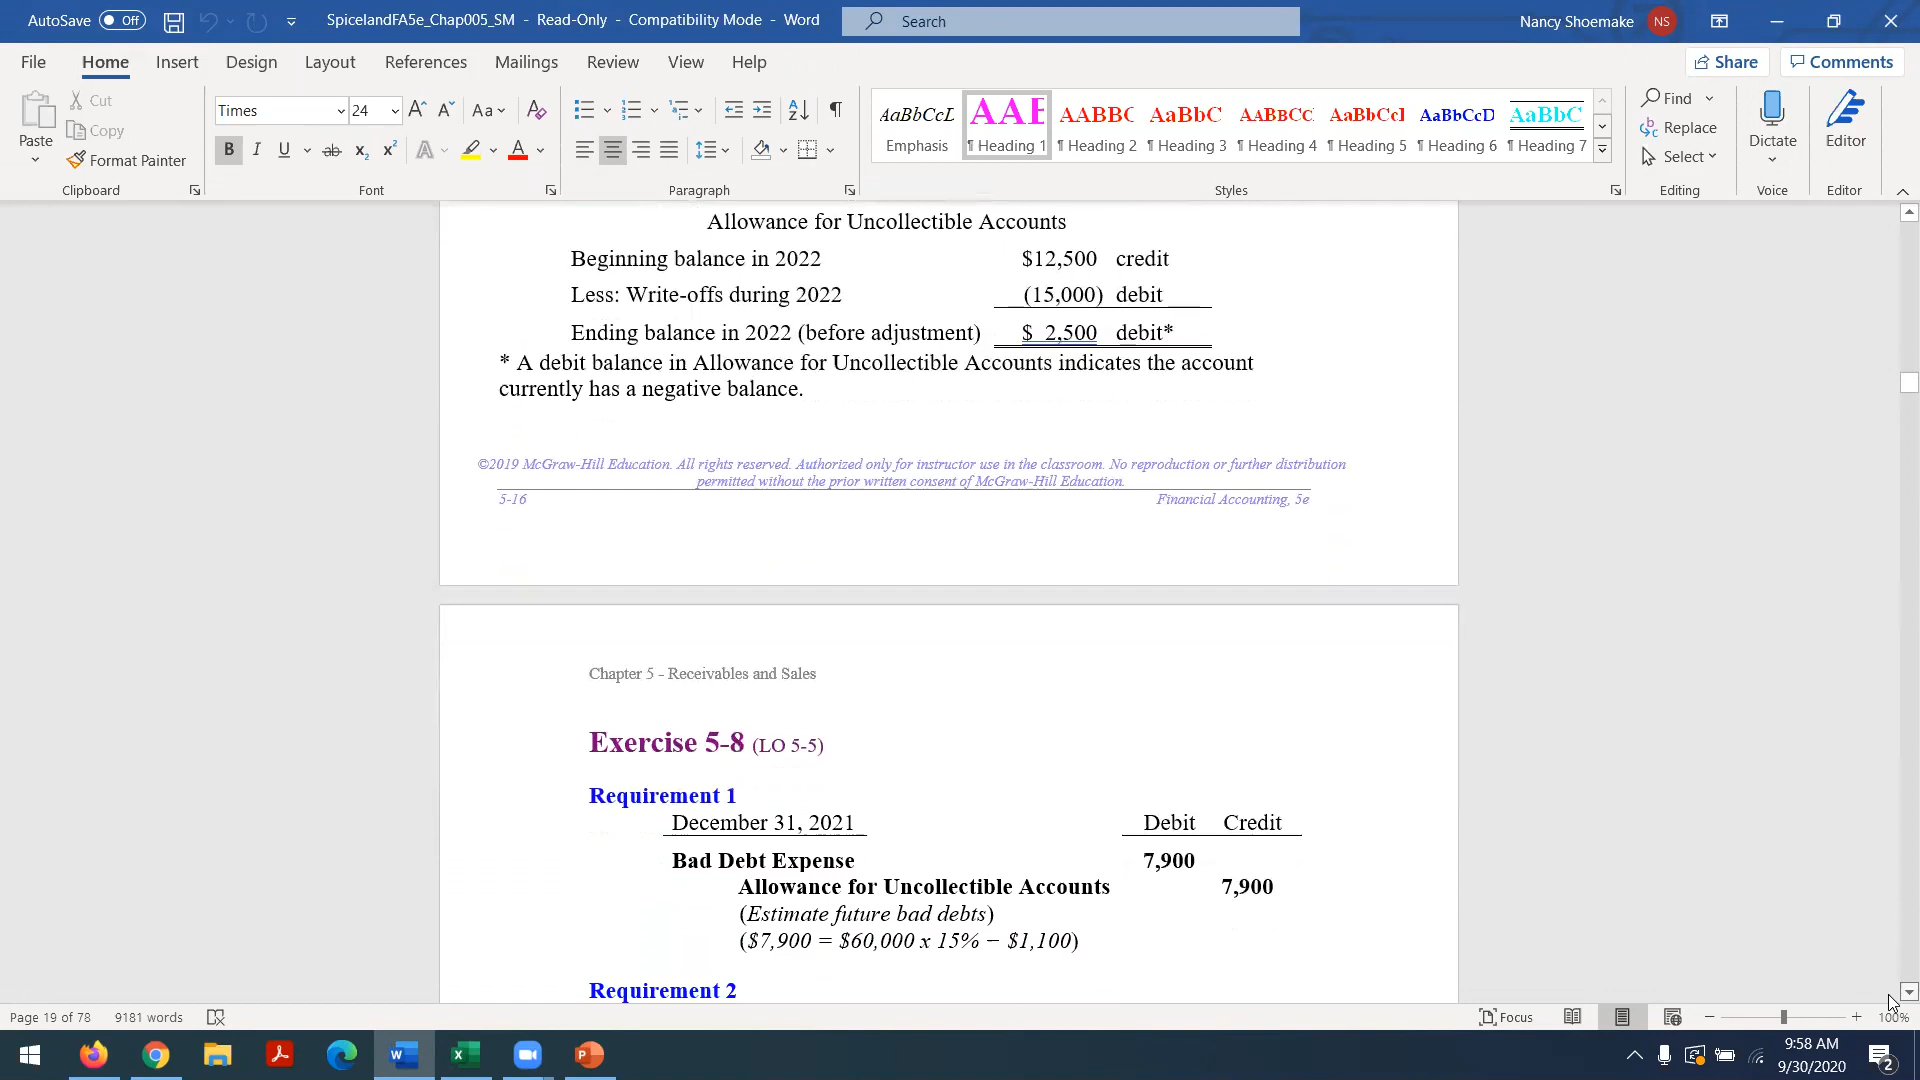 AutoSave Off SpicelandFA5e_Chap005_SM - Read-Only - Compatibility Mode - Word Search Nancy Shoemake NS
File Home Insert Design Layout References Mailings Review View Help Share Comments
Paste Cut Copy Format Painter Clipboard
Times 24 Font
Paragraph
AaBbCcL AAE AABBC AaBbC AABBCC AaBbCcI AaBbCcD AaBbC
Emphasis ¶ Heading 1 ¶ Heading 2 ¶ Heading 3 ¶ Heading 4 ¶ Heading 5 ¶ Heading 6 ¶ Heading 7
Styles
Find Replace Select Editing
Dictate Voice
Editor Editor
Allowance for Uncollectible Accounts
Beginning balance in 2022 $12,500 credit
Less: Write-offs during 2022 (15,000) debit
Ending balance in 2022 (before adjustment) $ 2,500 debit*
* A debit balance in Allowance for Uncollectible Accounts indicates the account
currently has a negative balance.
©2019 McGraw-Hill Education. All rights reserved. Authorized only for instructor use in the classroom. No reproduction or further distribution
permitted without the prior written consent of McGraw-Hill Education.
5-16 Financial Accounting, 5e
Chapter 5 - Receivables and Sales
Exercise 5-8 (LO 5-5)
Requirement 1
December 31, 2021 Debit Credit
Bad Debt Expense 7,900
Allowance for Uncollectible Accounts 7,900
(Estimate future bad debts)
($7,900 = $60,000 x 15% − $1,100)
Requirement 2
Page 19 of 78 9181 words Focus 100%
9:58 AM
9/30/2020 2